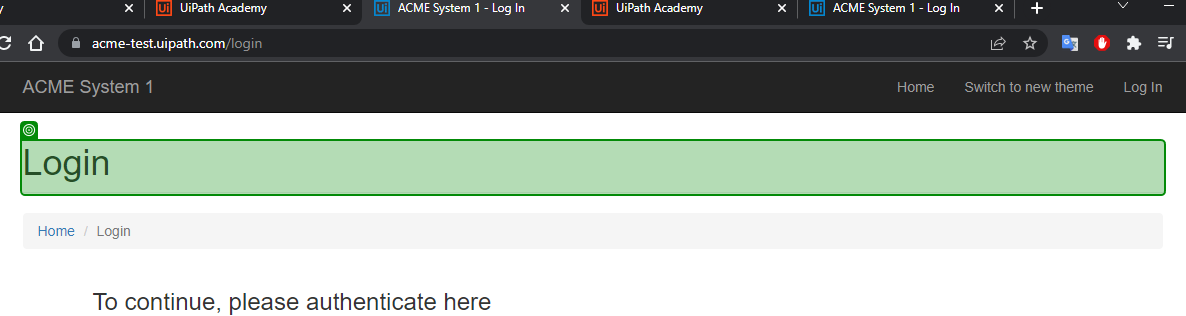 UiPath Academy
ACME System 1 - Log In
UiPath Academy
ACME System 1 - Log In
acme-test.uipath.com/login
ACME System 1
Home
Switch to new theme
Log In
Login
Home / Login
To continue, please authenticate here